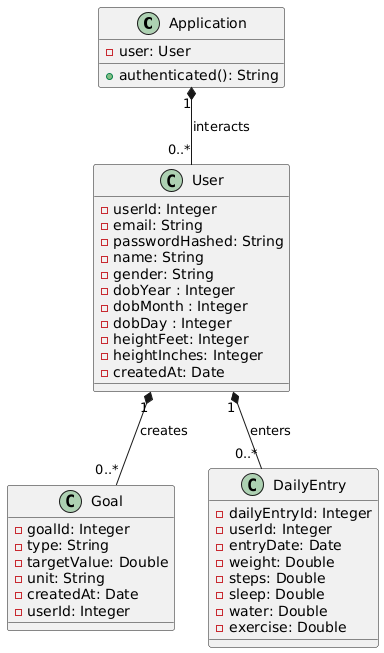 C Application
user: User
authenticated(): String
1
interacts
0..*
C User
userId: Integer
email: String
passwordHashed: String
name: String
gender: String
dobYear : Integer
dobMonth : Integer
dobDay : Integer
heightFeet: Integer
heightInches: Integer
createdAt: Date
1 1
creates enters
0..* 0..*
C Goal
goalId: Integer
type: String
targetValue: Double
unit: String
createdAt: Date
userId: Integer
C DailyEntry
dailyEntryId: Integer
userId: Integer
entryDate: Date
weight: Double
steps: Double
sleep: Double
water: Double
exercise: Double